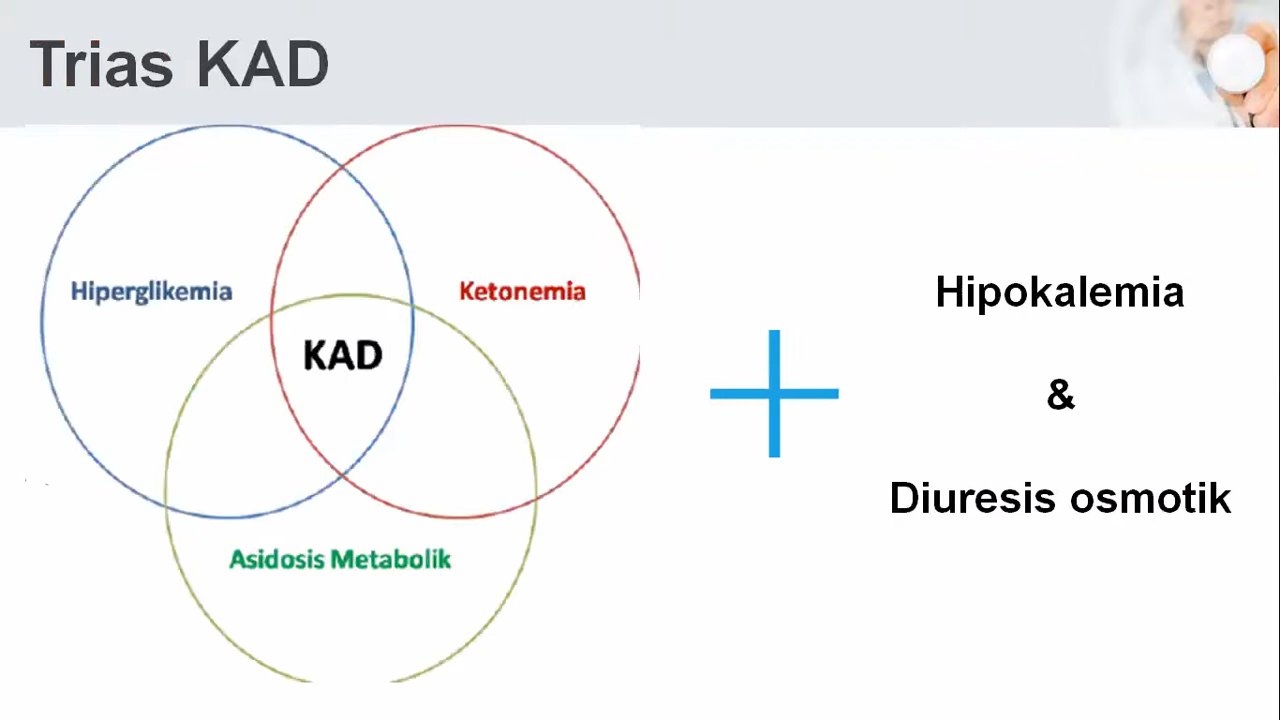 Trias KAD
Hiperglikemia
Ketonemia
KAD
Asidosis Metabolik
Hipokalemia
&
Diuresis osmotik